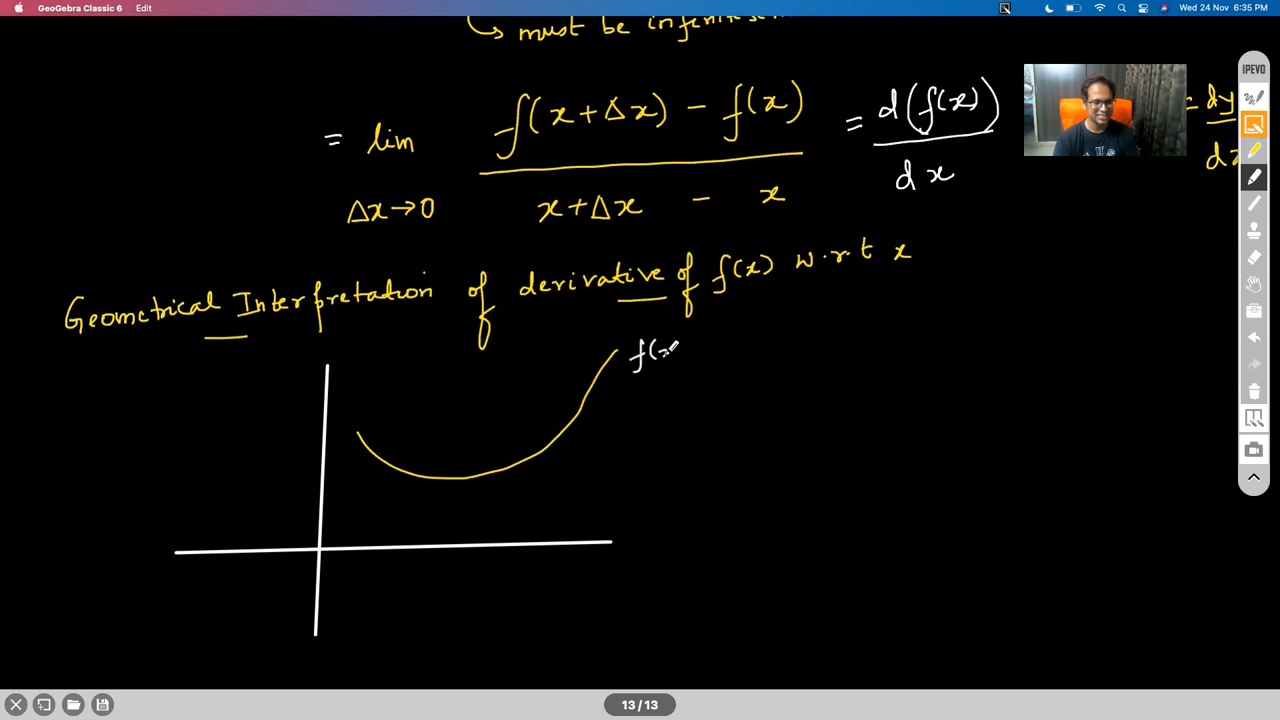 GeoGebra Classic 6 Edit Wed 24 Nov 6:35 PM
must be
IPEVO
= lim f(x+Δx) - f(x) = d(f(x)) = dy
Δx→0 x+Δx - x dx
Geometrical Interpretation of derivative of f(x) w.r.t x
f(x
13/13